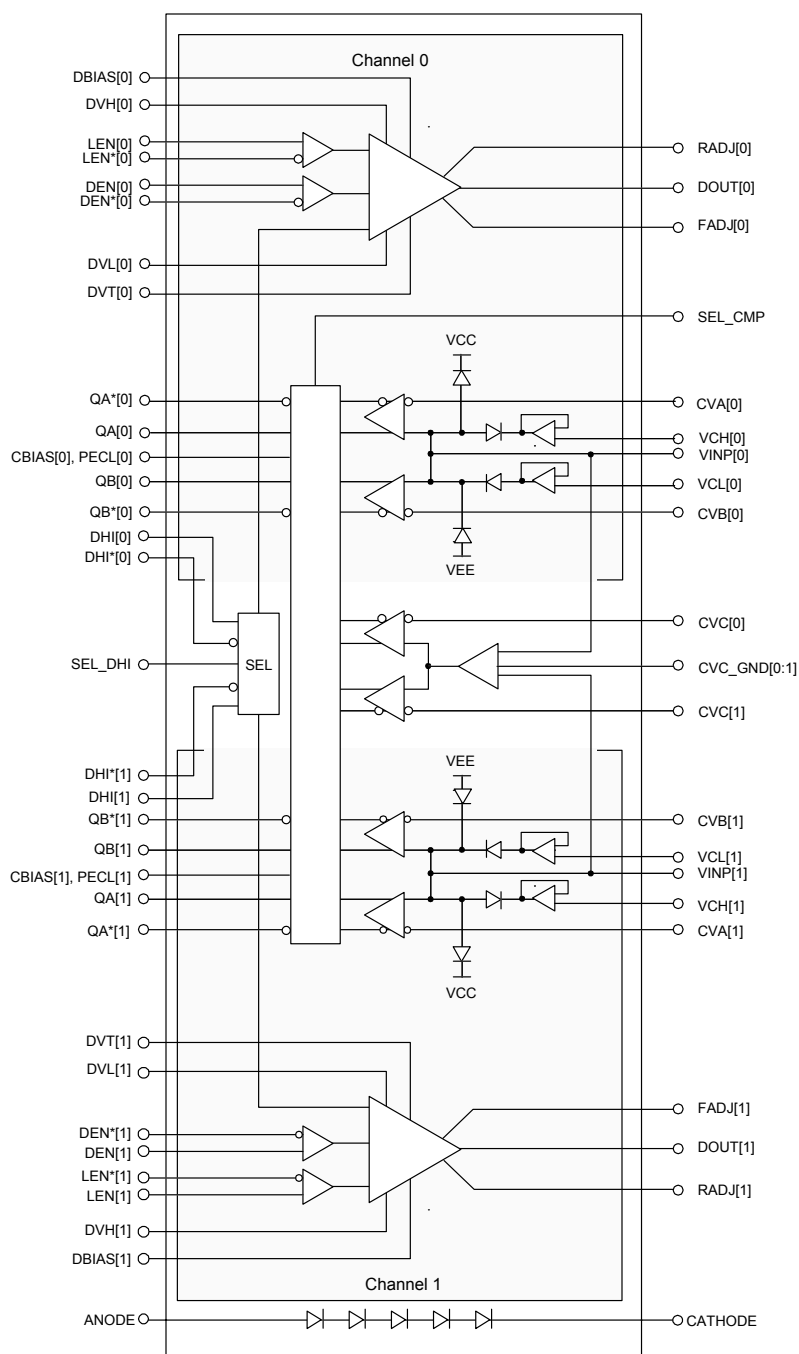 Channel 0
DBIAS[0]
DVH[0]
LEN[0]
LEN*[0]
RADJ[0]
DEN[0]
DOUT[0]
DEN*[0]
FADJ[0]
DVL[0]
DVT[0]
SEL_CMP
VCC
QA*[0]
CVA[0]
QA[0]
VCH[0]
CBIAS[0], PECL[0]
VINP[0]
QB[0]
VCL[0]
QB*[0]
CVB[0]
DHI[0]
DHI*[0]
VEE
CVC[0]
SEL_DHI
SEL
CVC_GND[0:1]
CVC[1]
VEE
DHI*[1]
DHI[1]
QB*[1]
CVB[1]
QB[1]
VCL[1]
CBIAS[1], PECL[1]
VINP[1]
QA[1]
VCH[1]
QA*[1]
CVA[1]
VCC
DVT[1]
DVL[1]
FADJ[1]
DEN*[1]
DEN[1]
DOUT[1]
LEN*[1]
LEN[1]
RADJ[1]
DVH[1]
DBIAS[1]
Channel 1
ANODE
CATHODE